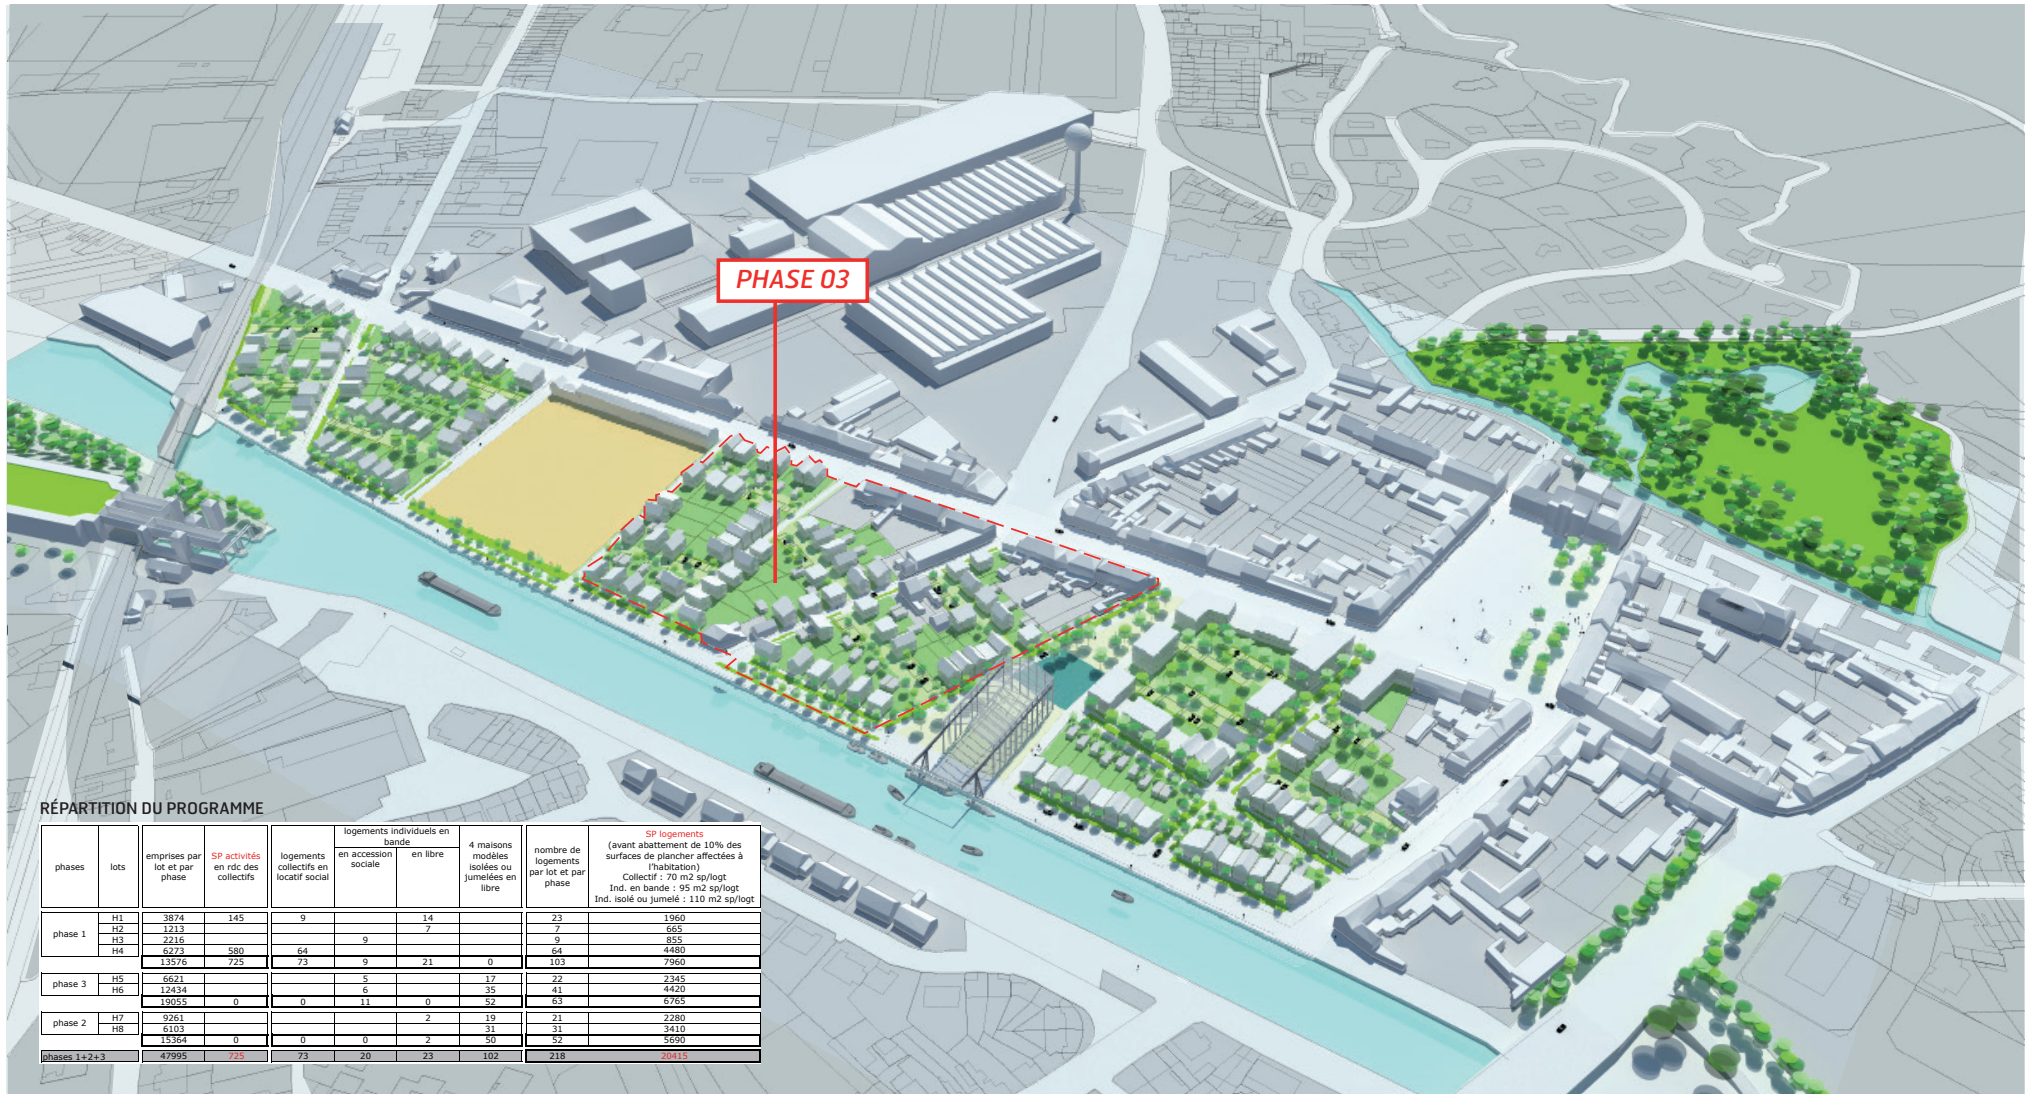 PHASE 03
RÉPARTITION DU PROGRAMME
phases
lots
emprises par
lot et par
phase
SP activités
en rdc des
collectifs
logements
collectifs en
locatif social
logements individuels en
bande
en accession
sociale
en libre
4 maisons
modèles
isolées ou
jumelées en
libre
nombre de
logements
par lot et par
phase
SP logements
(avant abattement de 10% des
surfaces de plancher affectées à
l'habitation)
Collectif : 70 m2 sp/logt
Ind. en bande : 95 m2 sp/logt
Ind. isolé ou jumelé : 110 m2 sp/logt
phase 1
H1 3874 145 9 14 23 1960
H2 1213 7 7 665
H3 2216 9 9 855
H4 6273 580 64 64 4480
13576 725 73 9 21 0 103 7960
phase 3
H5 6621 5 17 22 2345
H6 12434 6 35 41 4420
19055 0 0 11 0 52 63 6765
phase 2
H7 9261 2 19 21 2280
H8 6103 31 31 3410
15364 0 0 0 2 50 52 5690
phases 1+2+3 47995 725 73 20 23 102 218 20415